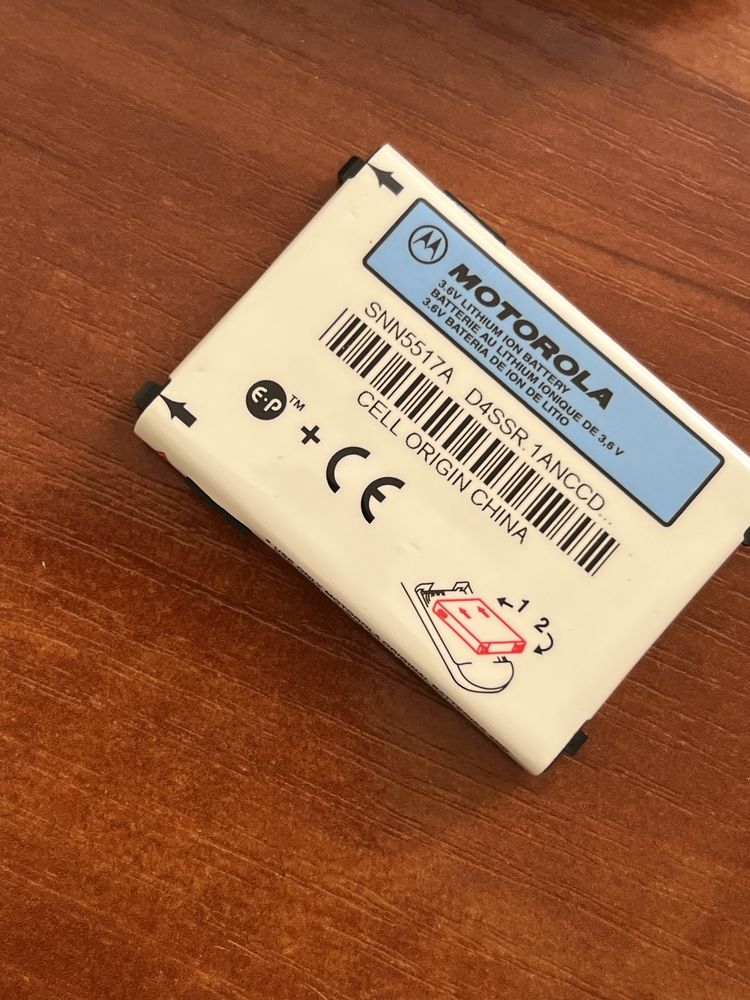 MOTOROLA
3.6V LITHIUM ION BATTERY
BATTERIE AU LITHIUM IONIQUE DE 3,6 V
3.6V BATERIA DE ION DE LITIO
SNN5517A D4SSR.1ANCCD...
CELL ORIGIN CHINA
E-P™
+ CE
1 2